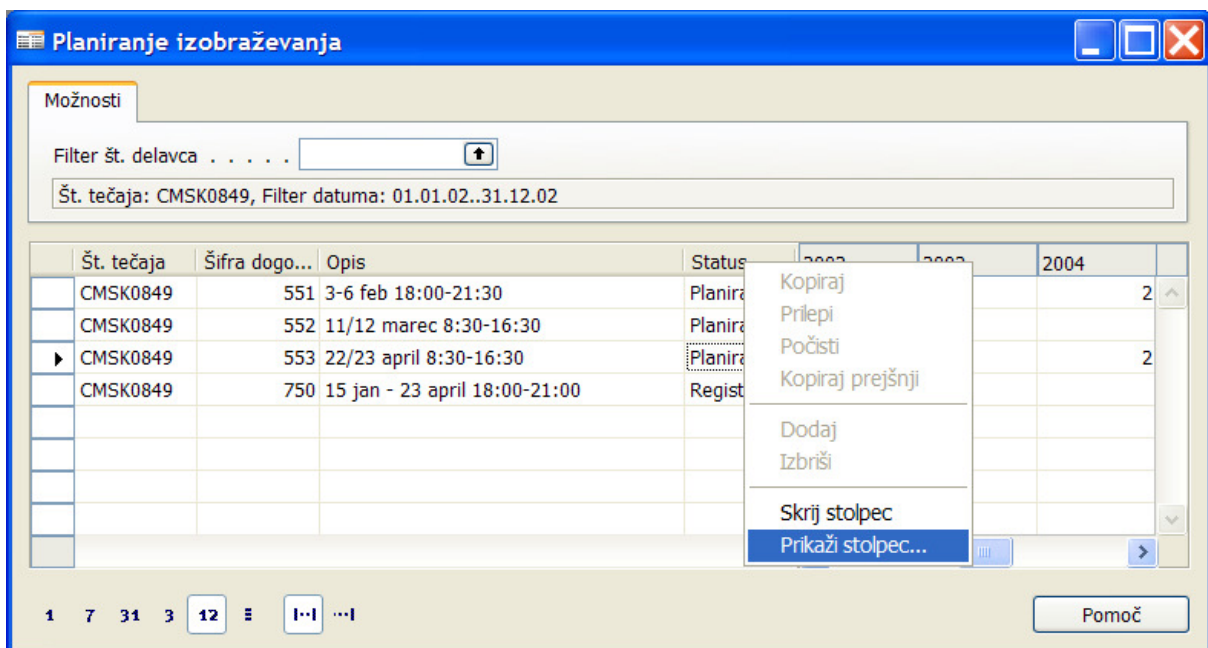 Planiranje izobraževanja
Možnosti
Filter št. delavca . . . . .
Št. tečaja: CMSK0849, Filter datuma: 01.01.02..31.12.02
Št. tečaja Šifra dogo... Opis Status 2004
CMSK0849 551 3-6 feb 18:00-21:30 Planira 2
CMSK0849 552 11/12 marec 8:30-16:30 Planira
CMSK0849 553 22/23 april 8:30-16:30 Planira 2
CMSK0849 750 15 jan - 23 april 18:00-21:00 Regist
Kopiraj
Prilepi
Počisti
Kopiraj prejšnji
Dodaj
Izbriši
Skrij stolpec
Prikaži stolpec...
1 7 31 3 12
Pomoč